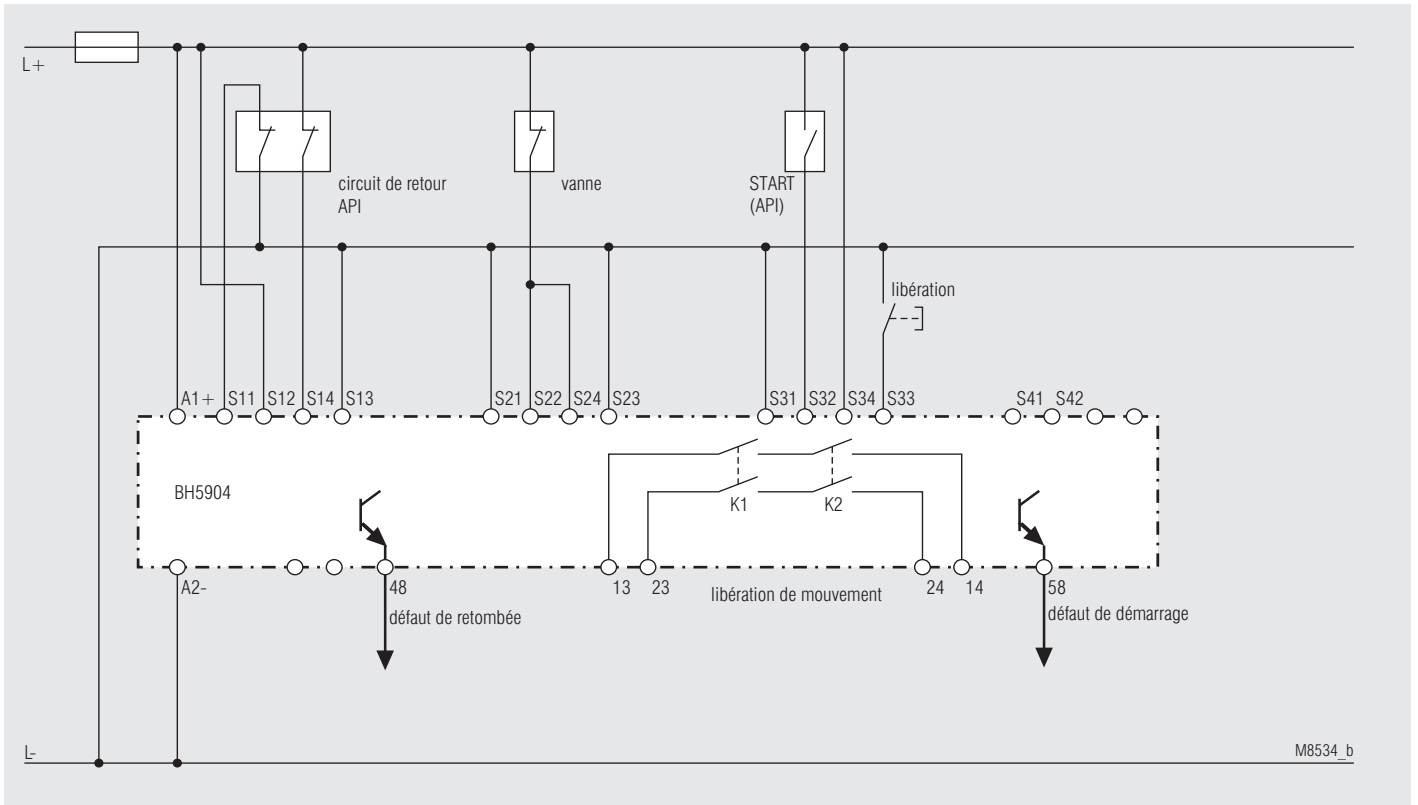 L+
circuit de retour
API
vanne
START
(API)
libération
A1+ S11 S12 S14 S13 S21 S22 S24 S23 S31 S32 S34 S33 S41 S42
BH5904
K1 K2
A2- 48 13 23 libération de mouvement 24 14 58
défaut de retombée
défaut de démarrage
L-
M8534_b